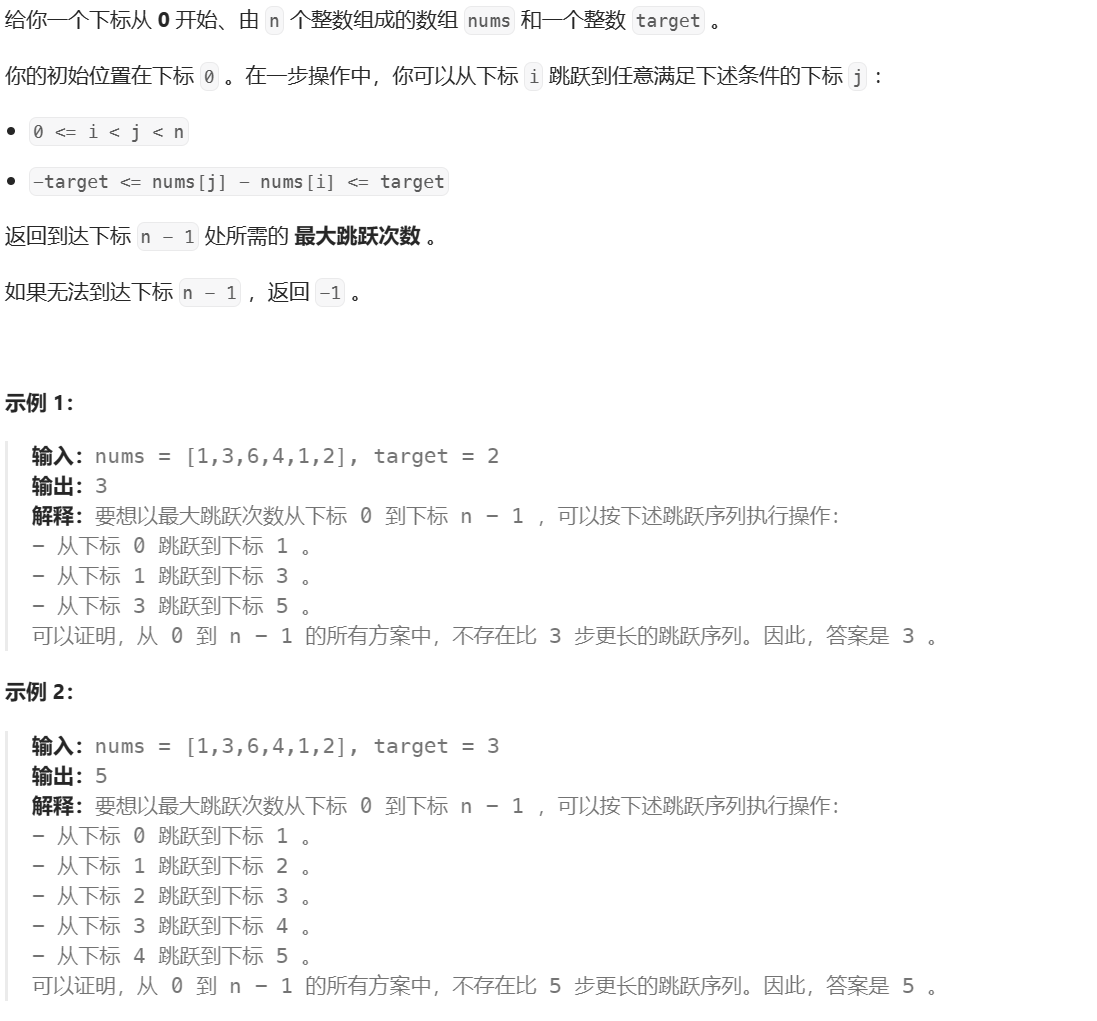 给你一个下标从 0 开始、由 n 个整数组成的数组 nums 和一个整数 target 。
你的初始位置在下标 0 。在一步操作中，你可以从下标 i 跳跃到任意满足下述条件的下标 j ：
• 0 <= i < j < n
• -target <= nums[j] - nums[i] <= target
返回到达下标 n - 1 处所需的 最大跳跃次数 。
如果无法到达下标 n - 1 ，返回 -1 。
示例 1：
输入：nums = [1,3,6,4,1,2], target = 2
输出：3
解释：要想以最大跳跃次数从下标 0 到下标 n - 1 ，可以按下述跳跃序列执行操作：
- 从下标 0 跳跃到下标 1 。
- 从下标 1 跳跃到下标 3 。
- 从下标 3 跳跃到下标 5 。
可以证明，从 0 到 n - 1 的所有方案中，不存在比 3 步更长的跳跃序列。因此，答案是 3 。
示例 2：
输入：nums = [1,3,6,4,1,2], target = 3
输出：5
解释：要想以最大跳跃次数从下标 0 到下标 n - 1 ，可以按下述跳跃序列执行操作：
- 从下标 0 跳跃到下标 1 。
- 从下标 1 跳跃到下标 2 。
- 从下标 2 跳跃到下标 3 。
- 从下标 3 跳跃到下标 4 。
- 从下标 4 跳跃到下标 5 。
可以证明，从 0 到 n - 1 的所有方案中，不存在比 5 步更长的跳跃序列。因此，答案是 5 。